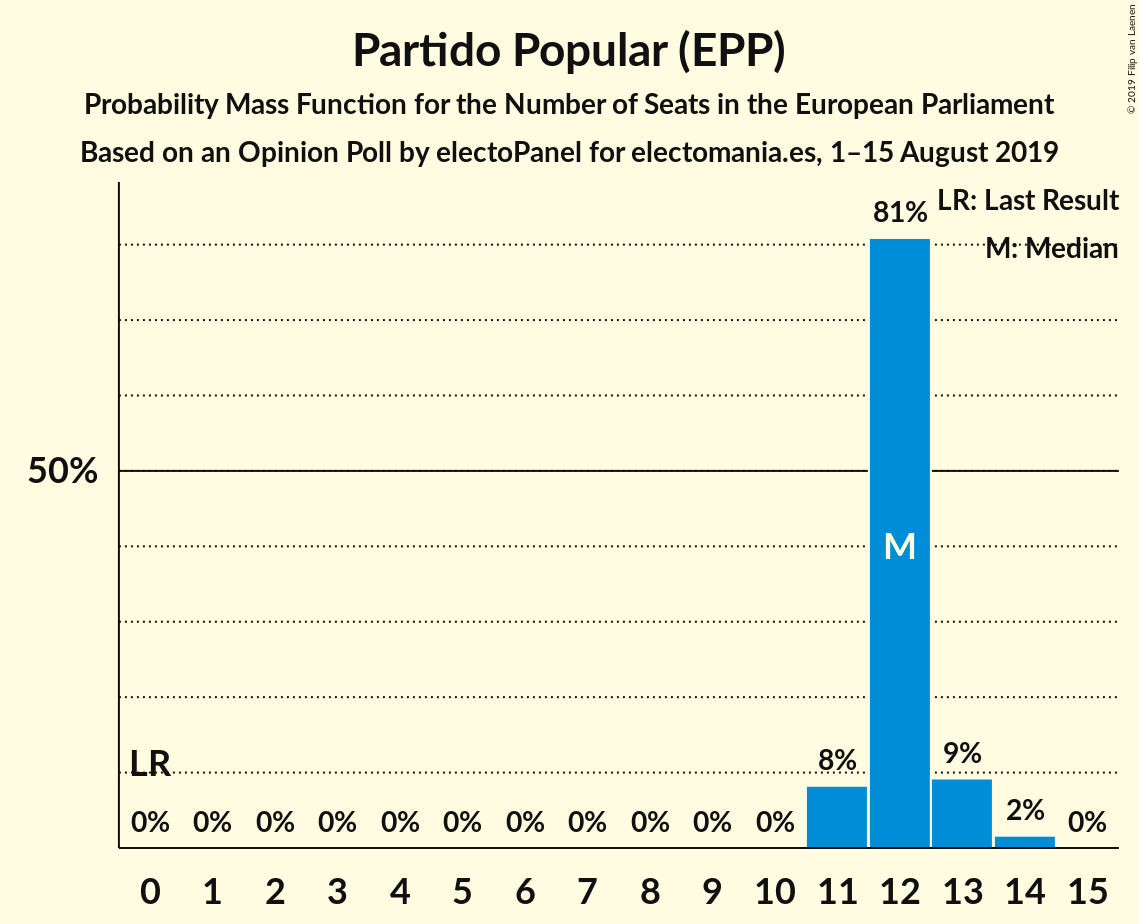 Partido Popular (EPP)
Probability Mass Function for the Number of Seats in the European Parliament
Based on an Opinion Poll by electoPanel for electomania.es, 1–15 August 2019
© 2019 Filip van Laenen
LR: Last Result
M: Median
81%
50%
M
LR
0% 0% 0% 0% 0% 0% 0% 0% 0% 0% 0% 8% 9% 2% 0%
0 1 2 3 4 5 6 7 8 9 10 11 12 13 14 15